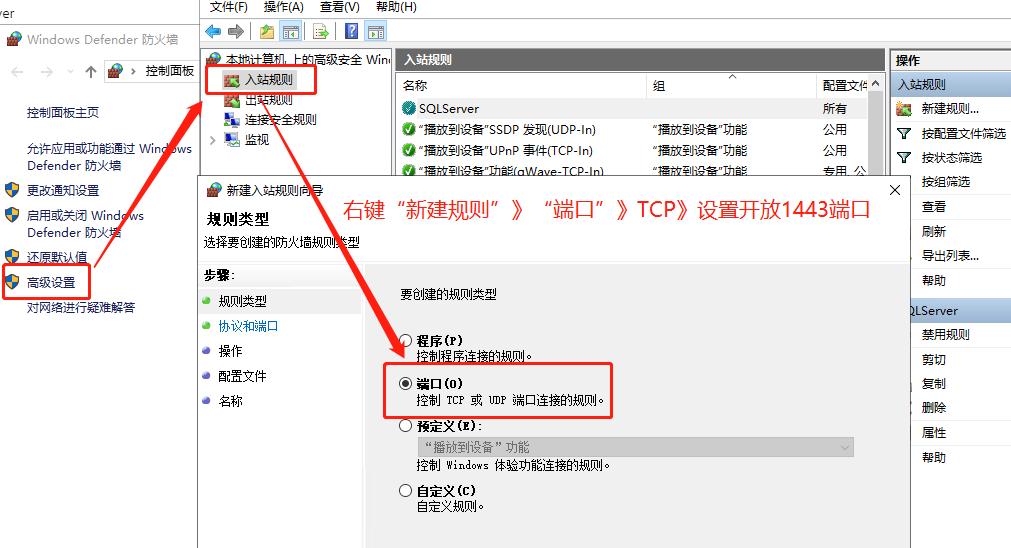 ver
Windows Defender 防火墙
控制面板
控制面板主页
允许应用或功能通过 Windows
Defender 防火墙
更改通知设置
启用或关闭 Windows
Defender 防火墙
还原默认值
高级设置
对网络进行疑难解答
文件(F) 操作(A) 查看(V) 帮助(H)
本地计算机 上的高级安全 Win
入站规则
出站规则
连接安全规则
监视
入站规则
名称 组 配置文件
SQLServer 所有
“播放到设备”SSDP 发现(UDP-In) “播放到设备”功能 公用
“播放到设备”UPnP 事件(TCP-In) “播放到设备”功能 公用
“播放到设备”功能(qWave-TCP-In) “播放到设备”功能 专用, 公
操作
入站规则
新建规则...
按配置文件筛选
按状态筛选
按组筛选
查看
刷新
导出列表...
帮助
QLServer
禁用规则
剪切
复制
删除
属性
帮助
新建入站规则向导
规则类型
右键“新建规则”》“端口”》TCP》设置开放1443端口
选择要创建的防火墙规则类型
步骤:
规则类型
协议和端口
操作
配置文件
名称
要创建的规则类型
程序(P)
控制程序连接的规则。
端口(O)
控制 TCP 或 UDP 端口连接的规则。
预定义(E):
“播放到设备”功能
控制 Windows 体验功能连接的规则。
自定义(C)
自定义规则。